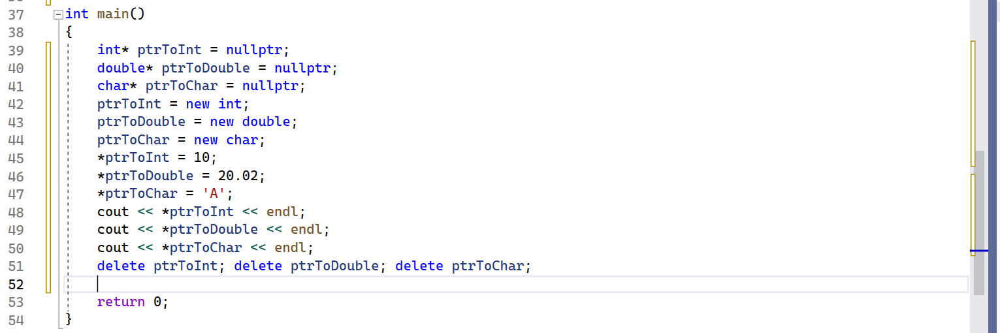 37 int main()
38 {
39 int* ptrToInt = nullptr;
40 double* ptrToDouble = nullptr;
41 char* ptrToChar = nullptr;
42 ptrToInt = new int;
43 ptrToDouble = new double;
44 ptrToChar = new char;
45 *ptrToInt = 10;
46 *ptrToDouble = 20.02;
47 *ptrToChar = 'A';
48 cout << *ptrToInt << endl;
49 cout << *ptrToDouble << endl;
50 cout << *ptrToChar << endl;
51 delete ptrToInt; delete ptrToDouble; delete ptrToChar;
52
53 return 0;
54 }